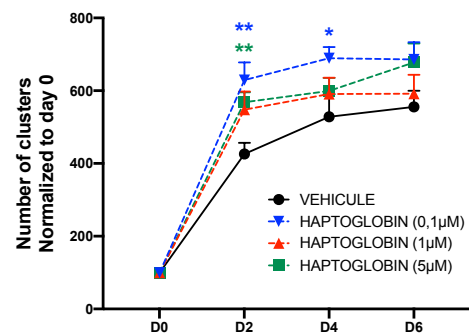 Number of clusters
Normalized to day 0
800
600
400
200
0
**
**
*
VEHICULE
HAPTOGLOBIN (0,1µM)
HAPTOGLOBIN (1µM)
HAPTOGLOBIN (5µM)
D0 D2 D4 D6